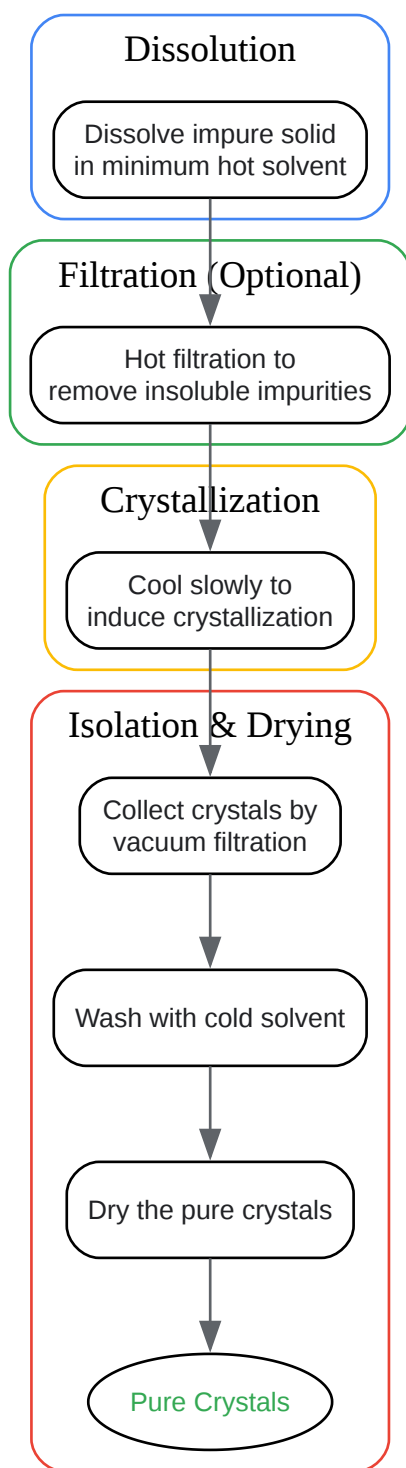 Dissolution
Dissolve impure solid
in minimum hot solvent
Filtration (Optional)
Hot filtration to
remove insoluble impurities
Crystallization
Cool slowly to
induce crystallization
Isolation & Drying
Collect crystals by
vacuum filtration
Wash with cold solvent
Dry the pure crystals
Pure Crystals